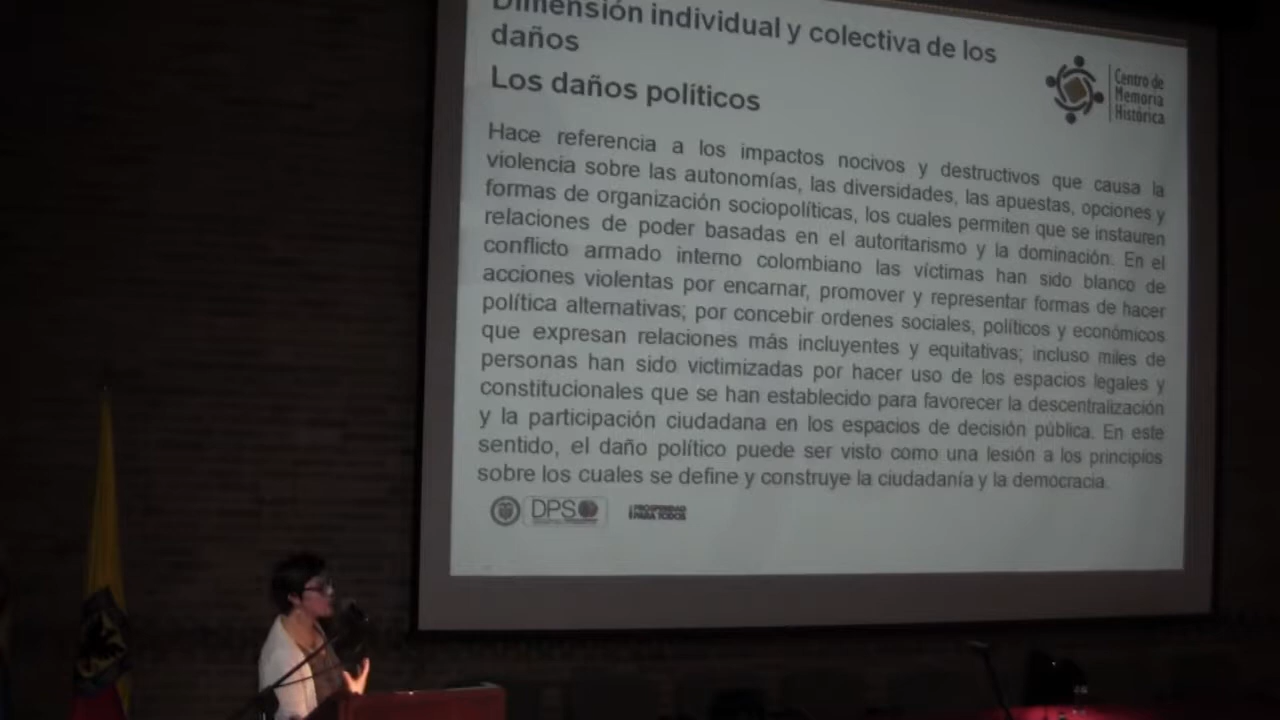 Dimensión individual y colectiva de los
daños
Los daños políticos
Centro de
Memoria
Histórica
Hace referencia a los impactos nocivos y destructivos que causa la
violencia sobre las autonomías, las diversidades, las apuestas, opciones y
formas de organización sociopolíticas, los cuales permiten que se instauren
relaciones de poder basadas en el autoritarismo y la dominación. En el
conflicto armado interno colombiano las víctimas han sido blanco de
acciones violentas por encarnar, promover y representar formas de hacer
política alternativas; por concebir ordenes sociales, políticos y económicos
que expresan relaciones más incluyentes y equitativas; incluso miles de
personas han sido victimizadas por hacer uso de los espacios legales y
constitucionales que se han establecido para favorecer la descentralización
y la participación ciudadana en los espacios de decisión pública. En este
sentido, el daño político puede ser visto como una lesión a los principios
sobre los cuales se define y construye la ciudadanía y la democracia.
DPS
PROSPERIDAD
PARA TODOS